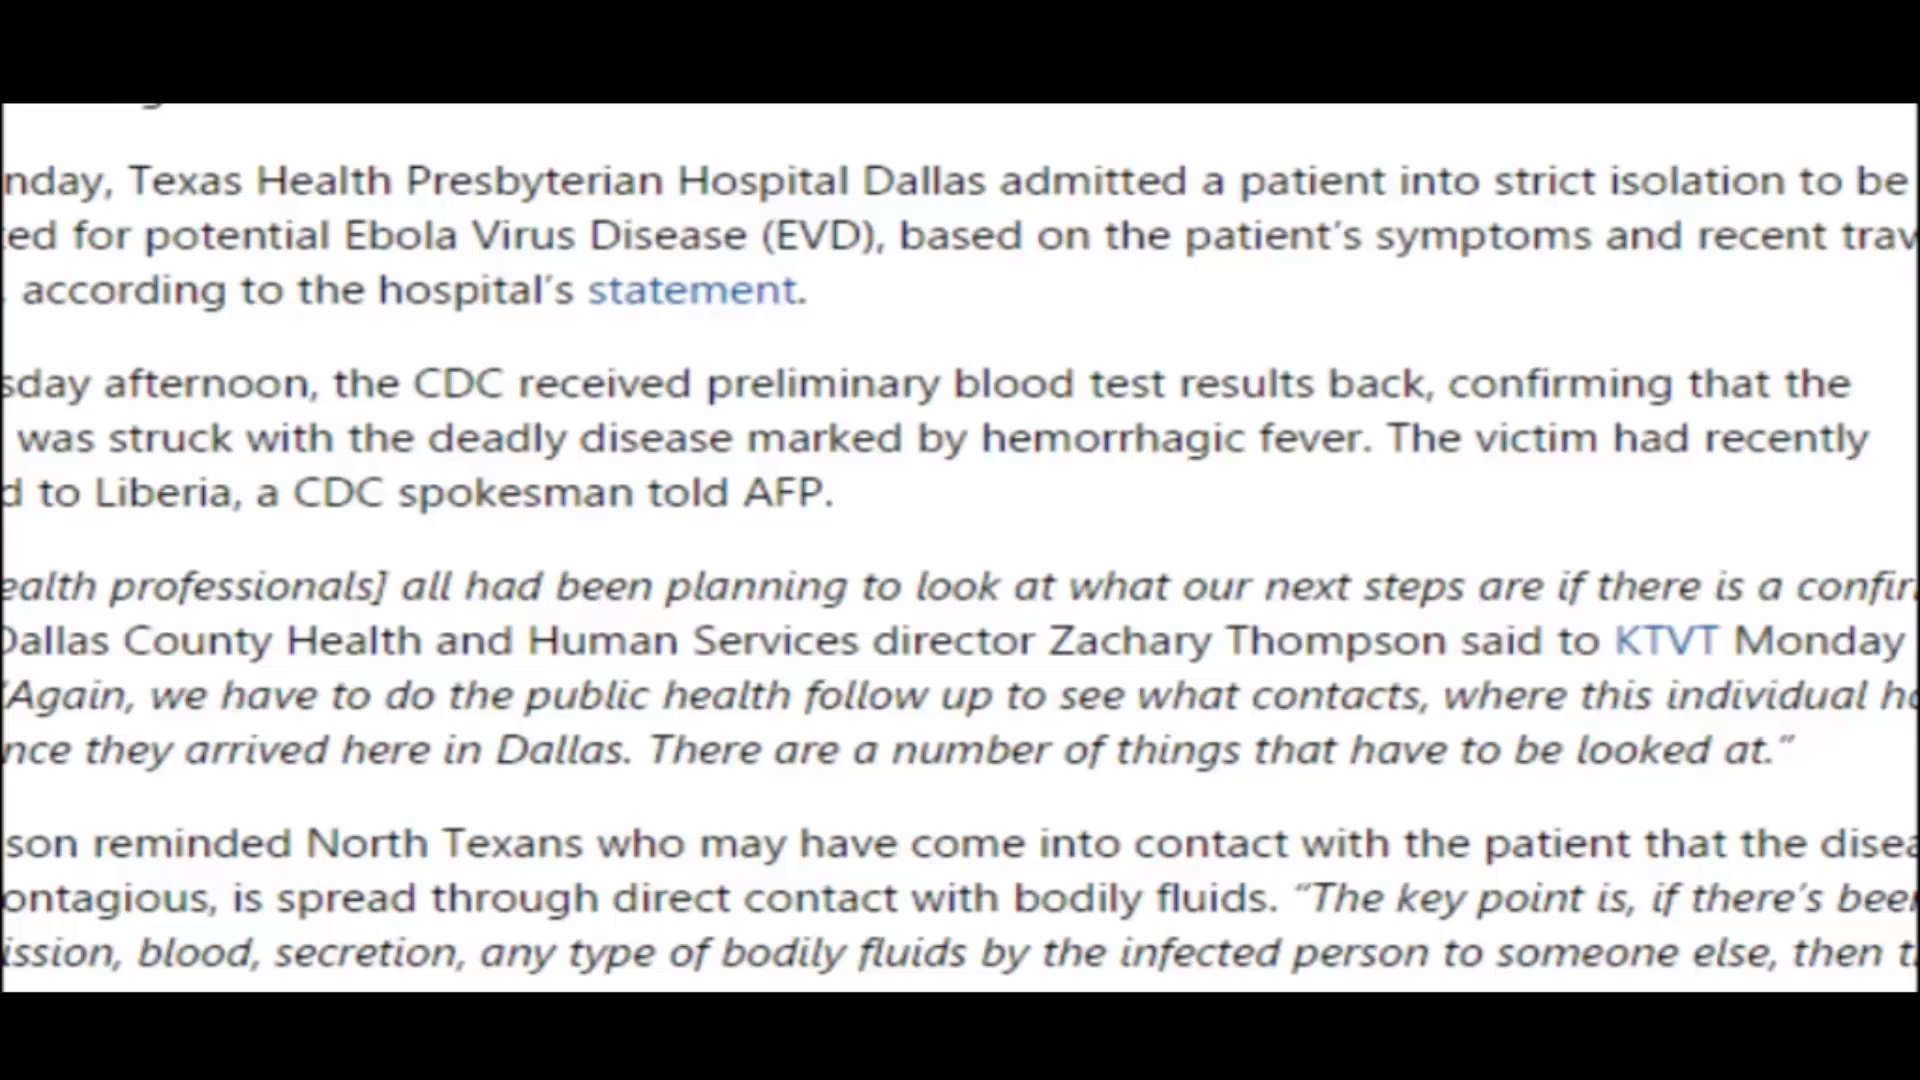 nday, Texas Health Presbyterian Hospital Dallas admitted a patient into strict isolation to be
ed for potential Ebola Virus Disease (EVD), based on the patient's symptoms and recent trav
according to the hospital's statement.
sday afternoon, the CDC received preliminary blood test results back, confirming that the
was struck with the deadly disease marked by hemorrhagic fever. The victim had recently
d to Liberia, a CDC spokesman told AFP.
ealth professionals] all had been planning to look at what our next steps are if there is a confir
Dallas County Health and Human Services director Zachary Thompson said to KTVT Monday
“Again, we have to do the public health follow up to see what contacts, where this individual ha
nce they arrived here in Dallas. There are a number of things that have to be looked at.”
son reminded North Texans who may have come into contact with the patient that the disea
ontagious, is spread through direct contact with bodily fluids. “The key point is, if there's been
ission, blood, secretion, any type of bodily fluids by the infected person to someone else, then t